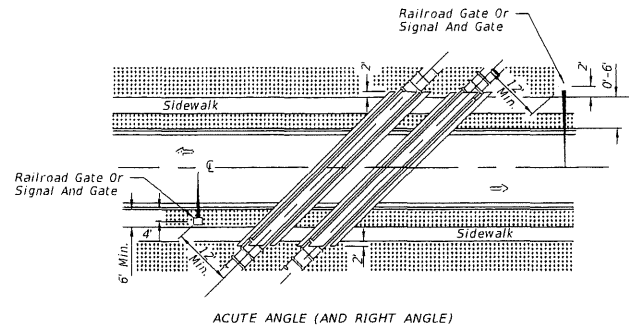 Railroad Gate Or
Signal And Gate
2'
2'
0'-6'
12'
Min.
Sidewalk
℄
Railroad Gate Or
Signal And Gate
4'
6' Min.
12'
Min.
2'
Sidewalk
ACUTE ANGLE (AND RIGHT ANGLE)